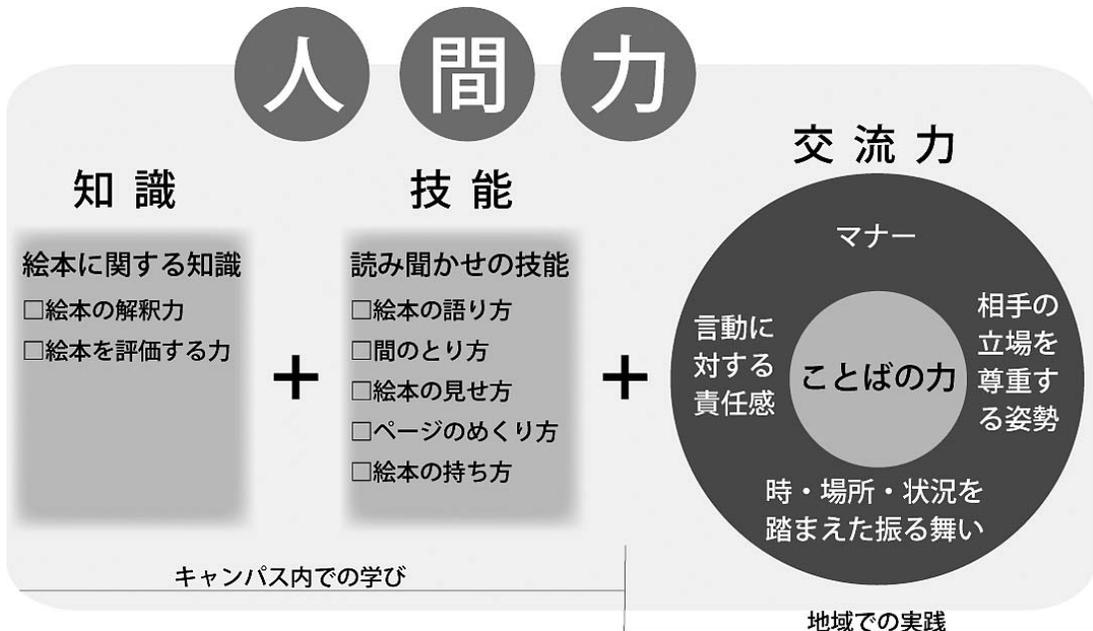 人間力
知識
絵本に関する知識
□絵本の解釈力
□絵本を評価する力
+
技能
読み聞かせの技能
□絵本の語り方
□間のとり方
□絵本の見せ方
□ページのめくり方
□絵本の持ち方
+
交流力
マナー
言動に
対する
責任感
ことばの力
相手の
立場を
尊重す
る姿勢
時・場所・状況を
踏まえた振る舞い
キャンパス内での学び
地域での実践